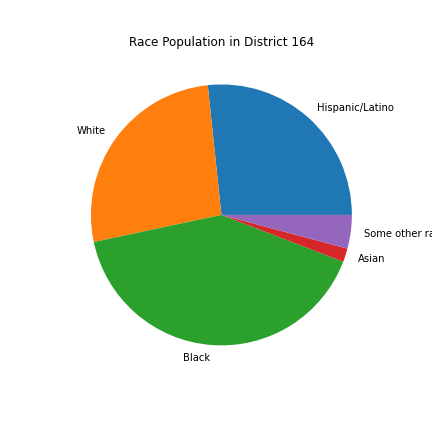 Race Population in District 164
Hispanic/Latino
White
Some other ra
Asian
Black